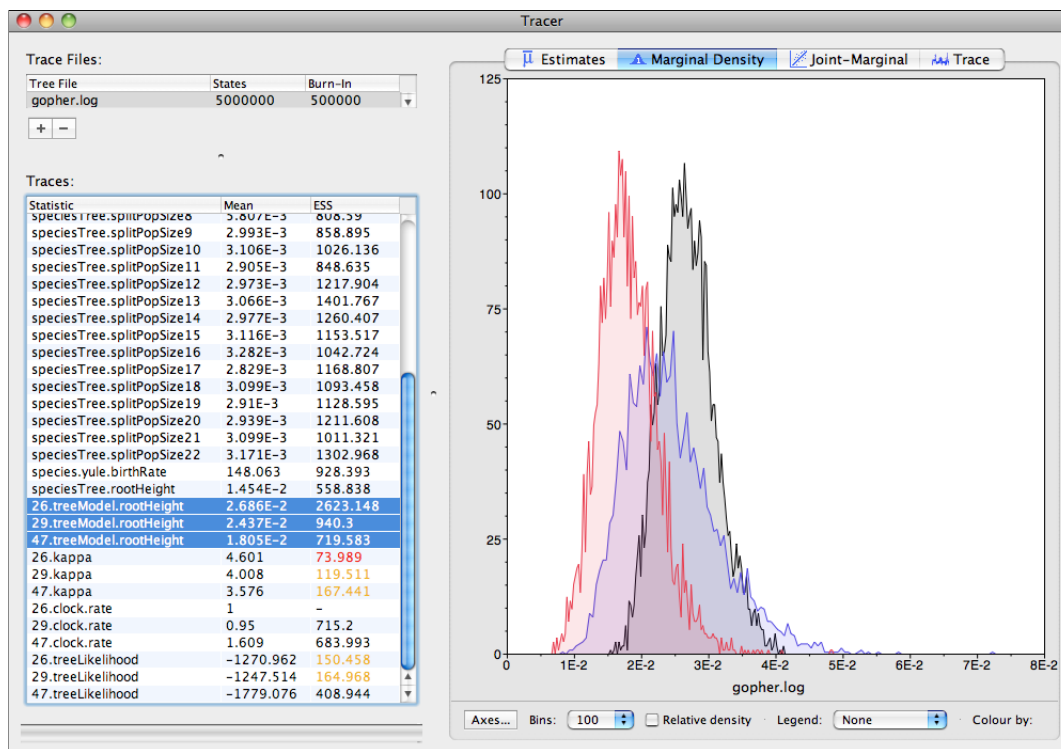 Tracer
Trace Files:
Tree File States Burn-In
gopher.log 5000000 500000
+ −
Traces:
Statistic Mean ESS
speciesTree.splitPopSize8 5.807E-3 808.59
speciesTree.splitPopSize9 2.993E-3 858.895
speciesTree.splitPopSize10 3.106E-3 1026.136
speciesTree.splitPopSize11 2.905E-3 848.635
speciesTree.splitPopSize12 2.973E-3 1217.904
speciesTree.splitPopSize13 3.066E-3 1401.767
speciesTree.splitPopSize14 2.977E-3 1260.407
speciesTree.splitPopSize15 3.116E-3 1153.517
speciesTree.splitPopSize16 3.282E-3 1042.724
speciesTree.splitPopSize17 2.829E-3 1168.807
speciesTree.splitPopSize18 3.099E-3 1093.458
speciesTree.splitPopSize19 2.91E-3 1128.595
speciesTree.splitPopSize20 2.939E-3 1211.608
speciesTree.splitPopSize21 3.099E-3 1011.321
speciesTree.splitPopSize22 3.171E-3 1302.968
species.yule.birthRate 148.063 928.393
speciesTree.rootHeight 1.454E-2 558.838
26.treeModel.rootHeight 2.686E-2 2623.148
29.treeModel.rootHeight 2.437E-2 940.3
47.treeModel.rootHeight 1.805E-2 719.583
26.kappa 4.601 73.989
29.kappa 4.008 119.511
47.kappa 3.576 167.441
26.clock.rate 1 -
29.clock.rate 0.95 715.2
47.clock.rate 1.609 683.993
26.treeLikelihood -1270.962 150.458
29.treeLikelihood -1247.514 164.968
47.treeLikelihood -1779.076 408.944
μ Estimates Marginal Density Joint-Marginal Trace
125
100
75
50
25
0
0 1E-2 2E-2 3E-2 4E-2 5E-2 6E-2 7E-2 8E-2
gopher.log
Axes... Bins: 100 Relative density Legend: None Colour by: